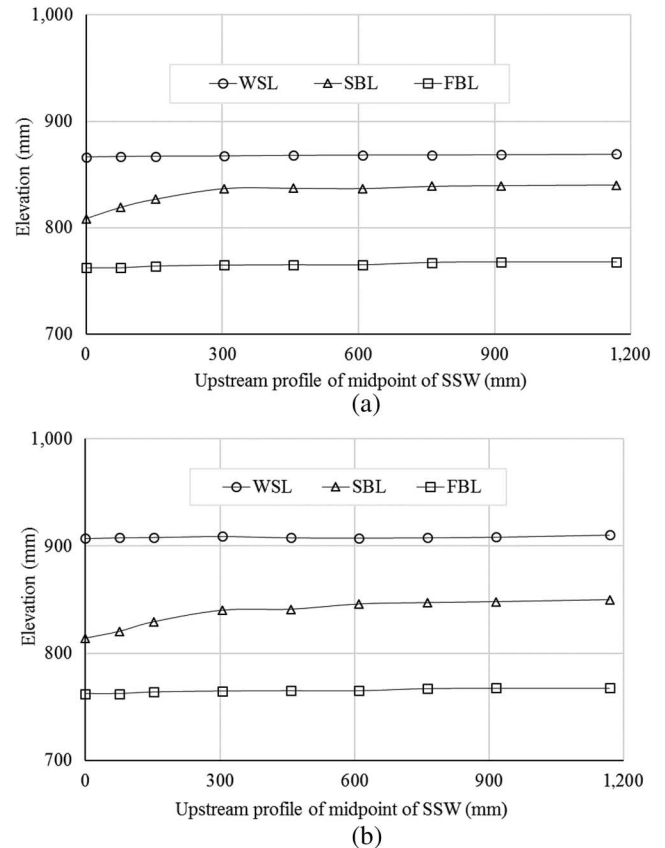 1,000
WSL SBL FBL
900
Elevation (mm)
800
700
0 300 600 900 1,200
Upstream profile of midpoint of SSW (mm)
(a)
1,000
WSL SBL FBL
900
Elevation (mm)
800
700
0 300 600 900 1,200
Upstream profile of midpoint of SSW (mm)
(b)